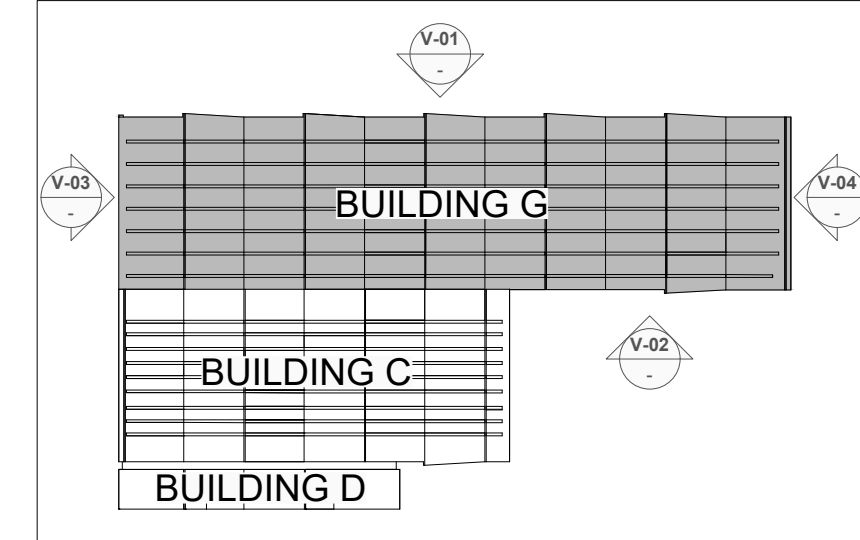 V-01
-
V-03
-
BUILDING G
V-04
-
V-02
-
BUILDING C
BUILDING D